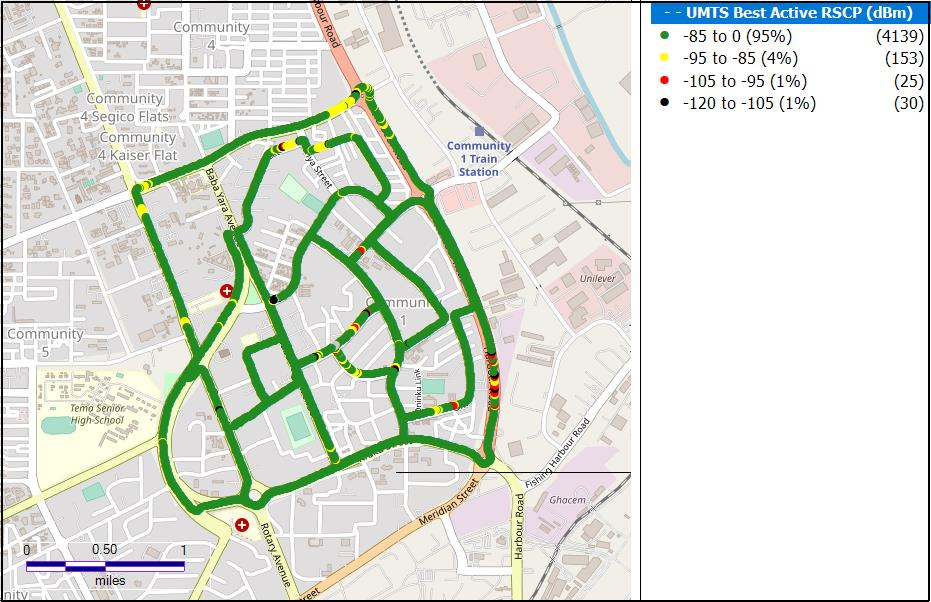 UMTS Best Active RSCP (dBm)
-85 to 0 (95%) (4139)
-95 to -85 (4%) (153)
-105 to -95 (1%) (25)
-120 to -105 (1%) (30)
Community
4
Harbour Road
Community
4 Segico Flats
Community
4 Kaiser Flat
Community
1 Train
Station
Street
Baba Yara
Unilever
Community
1
Community
5
Link
Tema Senior
High-School
Fishing Harbour Road
Ghacem
Meridian Street
Harbour Road
Rotary Avenue
0 0.50 1
miles